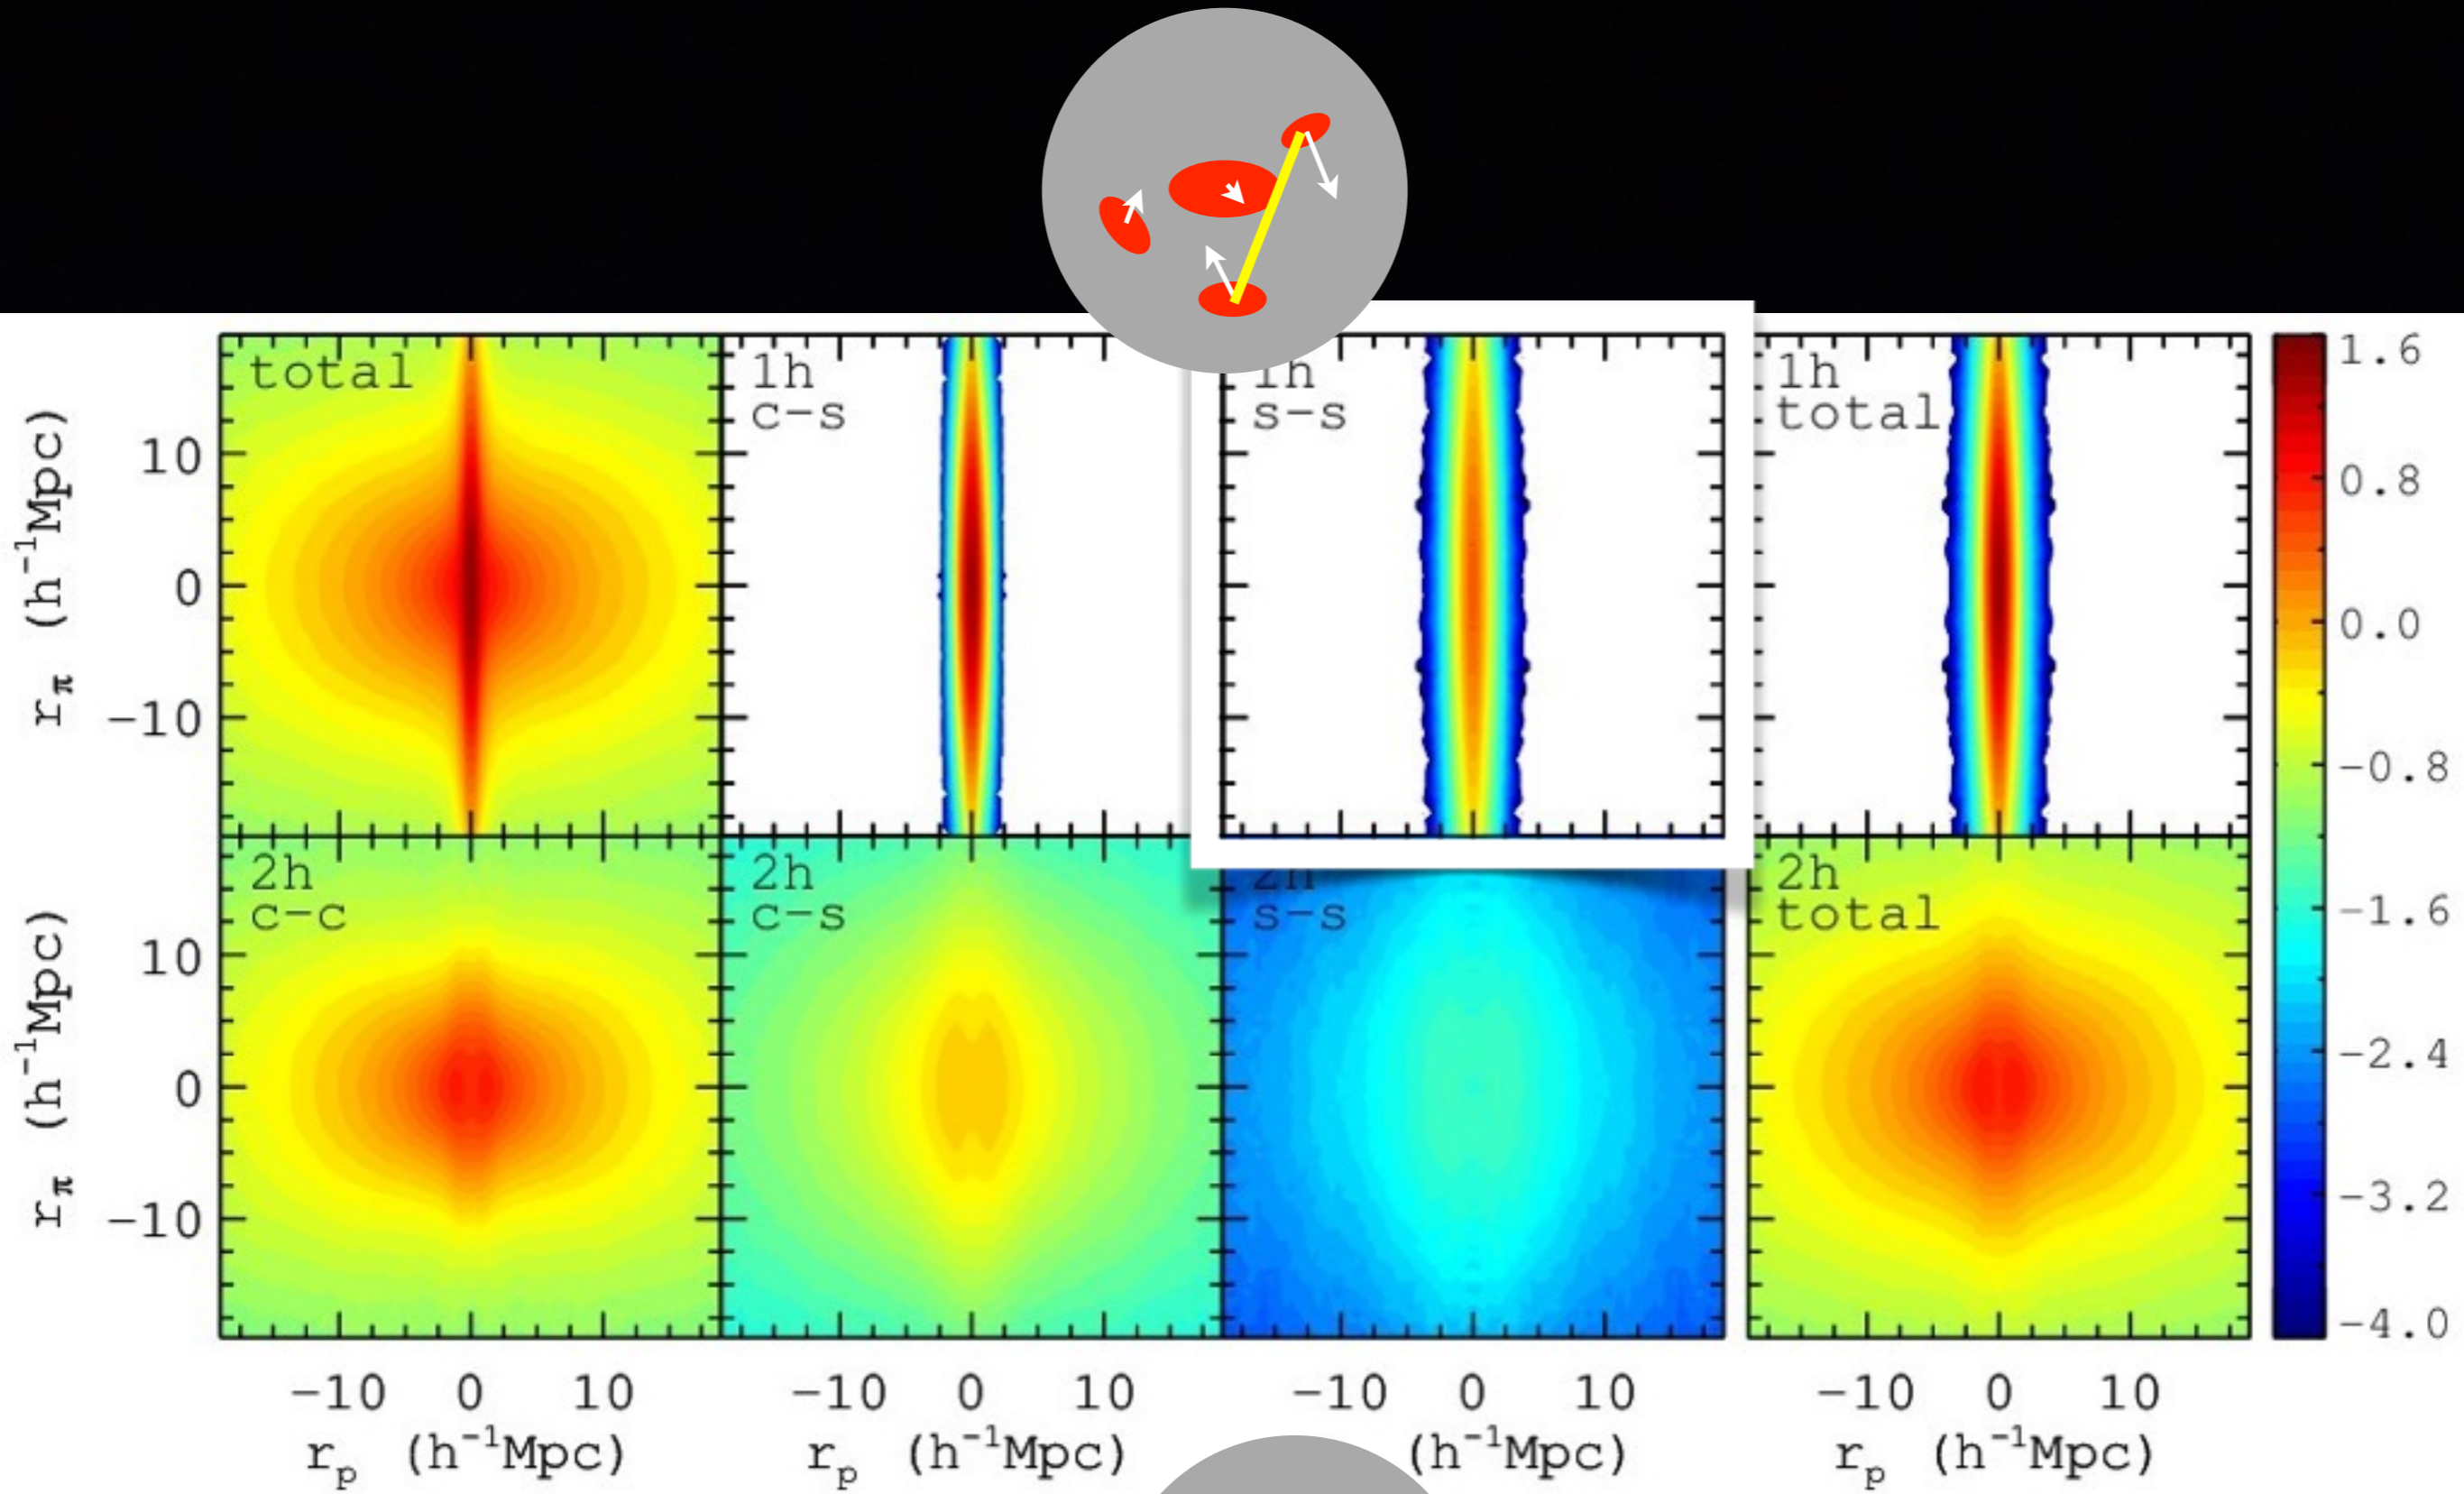 total
1h
c-s
1h
s-s
1h
total
2h
c-c
2h
c-s
2h
s-s
2h
total
r_π (h⁻¹Mpc)
10
0
-10
r_π (h⁻¹Mpc)
10
0
-10
-10 0 10
-10 0 10
-10 0 10
-10 0 10
r_p (h⁻¹Mpc)
r_p (h⁻¹Mpc)
(h⁻¹Mpc)
r_p (h⁻¹Mpc)
1.6
0.8
0.0
-0.8
-1.6
-2.4
-3.2
-4.0